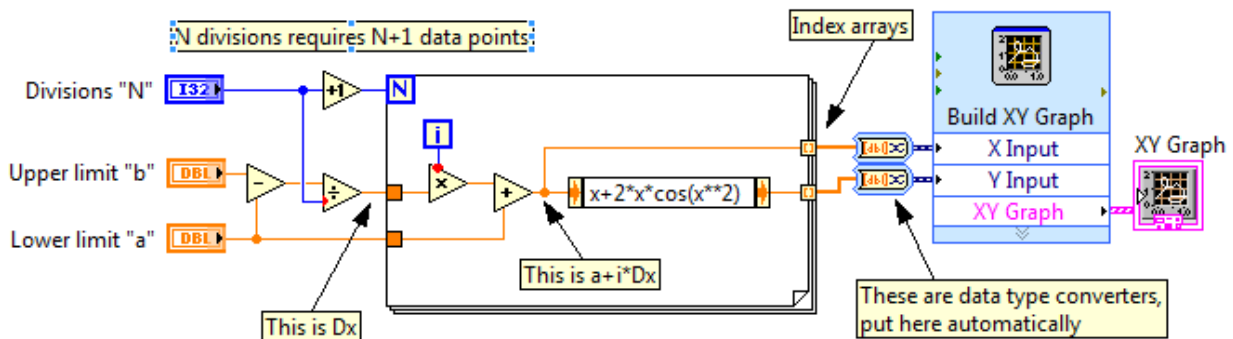 N divisions requires N+1 data points
Index arrays
Divisions "N"
I32
+1
N
Build XY Graph
i
Upper limit "b"
DBL
X Input
XY Graph
Y Input
x+2*x*cos(x**2)
XY Graph
Lower limit "a"
DBL
This is a+i*Dx
This is Dx
These are data type converters,
put here automatically